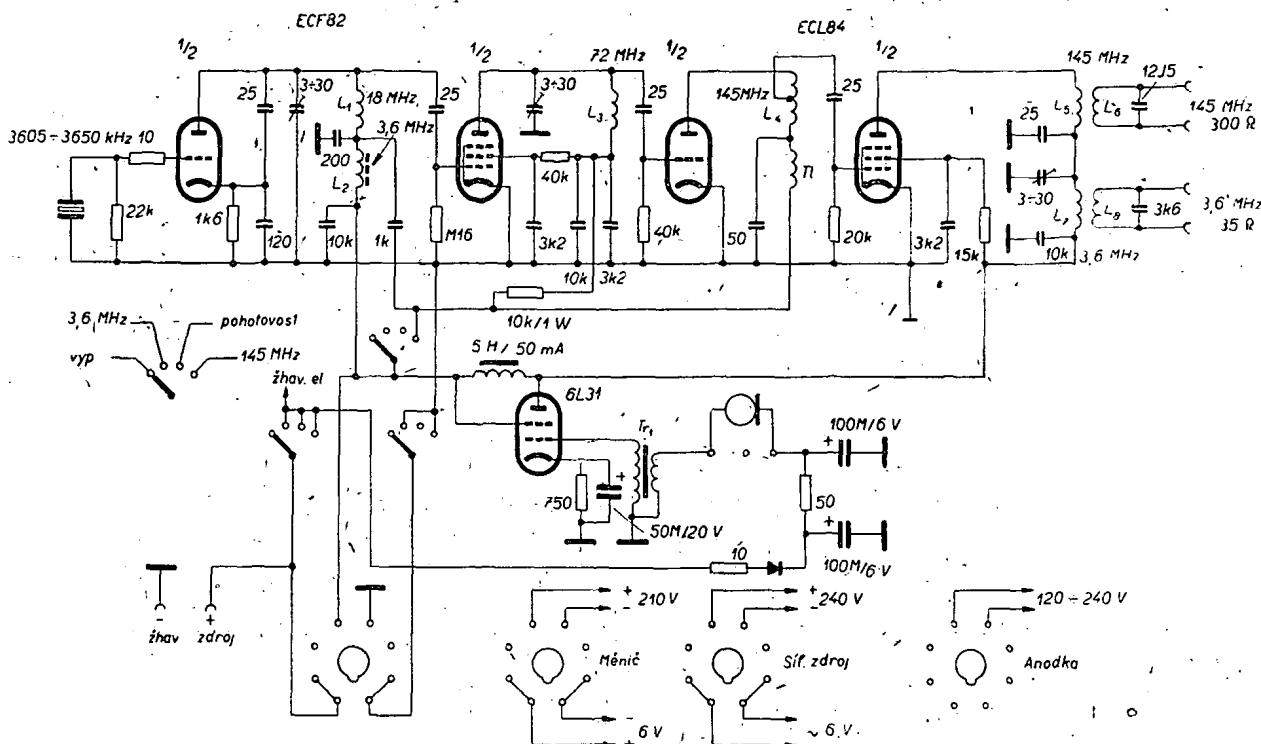 ECF82
ECL84
1/2
1/2
72 MHz
1/2
1/2
145 MHz
25
3÷30
L1
18 MHz
3,6 MHz
25
3÷30
L3
25
145MHz
L4
25
25
L5
L6
12J5
145 MHz
300 Ω
3605÷3650 kHz
10
200
L2
40k
Tl
3÷30
L7
L8
3k6
3,6 MHz
35 Ω
22k
1k6
120
10k
1k
M16
3k2
10k
3k2
40k
50
20k
3k2
15k
10k
3,6 MHz
10k/1 W
3,6 MHz
pohotovost
vyp
145 MHz
žhav. el
5 H / 50 mA
6L31
Tr1
100M/6 V
+
750
+
50M/20 V
50
+
100M/6 V
10
-
žhav
+
zdroj
+
210 V
-
Měnič
-
6 V
+
+
240 V
-
Síť. zdroj
~ 6 V
120 ÷ 240 V
Anodka